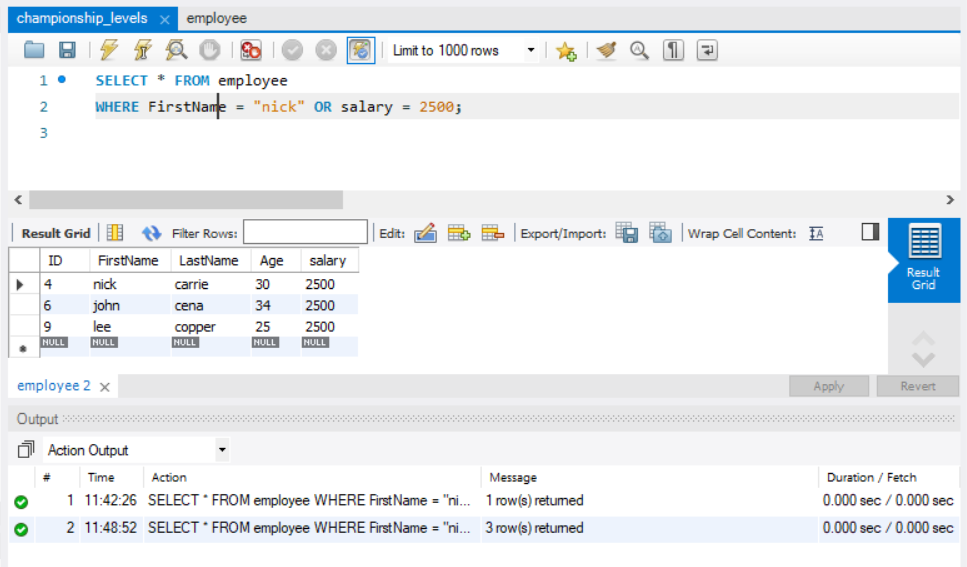 championship_levels × employee
Limit to 1000 rows
1 SELECT * FROM employee
2 WHERE FirstName = "nick" OR salary = 2500;
3
Result Grid Filter Rows: Edit: Export/Import: Wrap Cell Content:
ID FirstName LastName Age salary
4 nick carrie 30 2500
6 john cena 34 2500
9 lee copper 25 2500
NULL NULL NULL NULL NULL
Result
Grid
employee 2 × Apply Revert
Output
Action Output
# Time Action Message Duration / Fetch
1 11:42:26 SELECT * FROM employee WHERE FirstName = "ni... 1 row(s) returned 0.000 sec / 0.000 sec
2 11:48:52 SELECT * FROM employee WHERE FirstName = "ni... 3 row(s) returned 0.000 sec / 0.000 sec